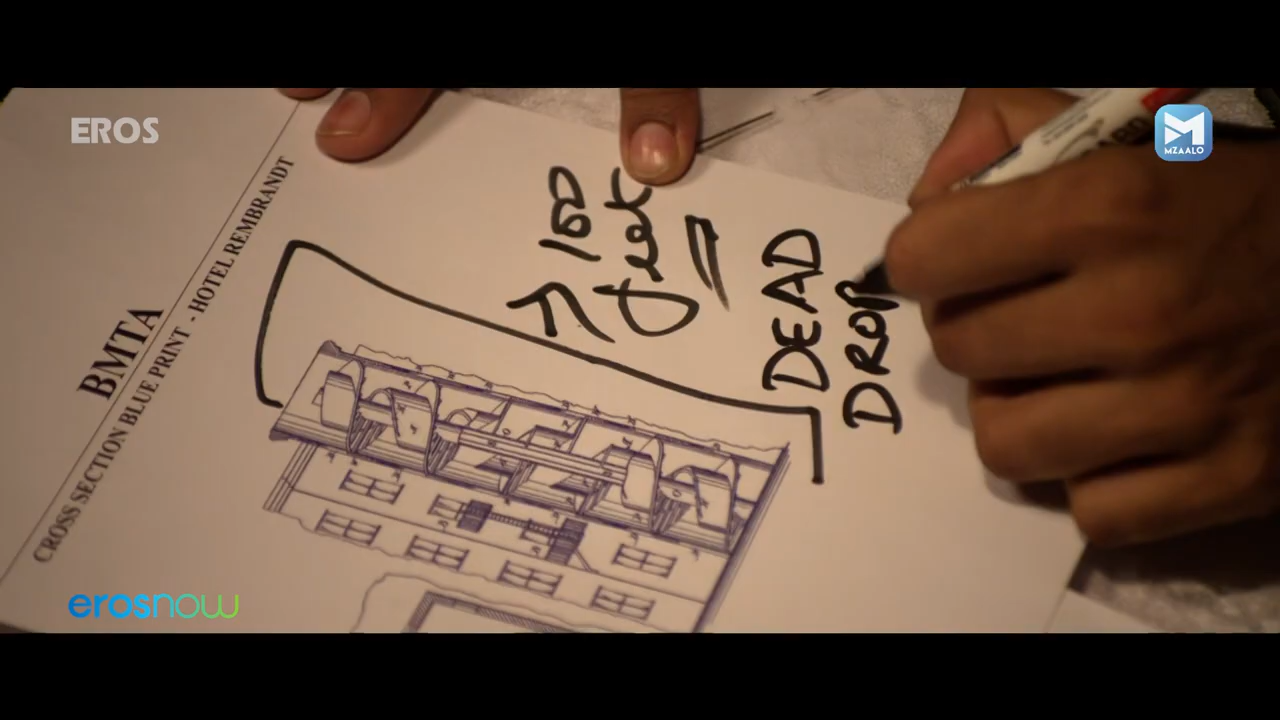 EROS
MZAALO
BMTA
CROSS SECTION BLUE PRINT - HOTEL REMBRANDT
100
feet
DEAD
DROP
erosnow